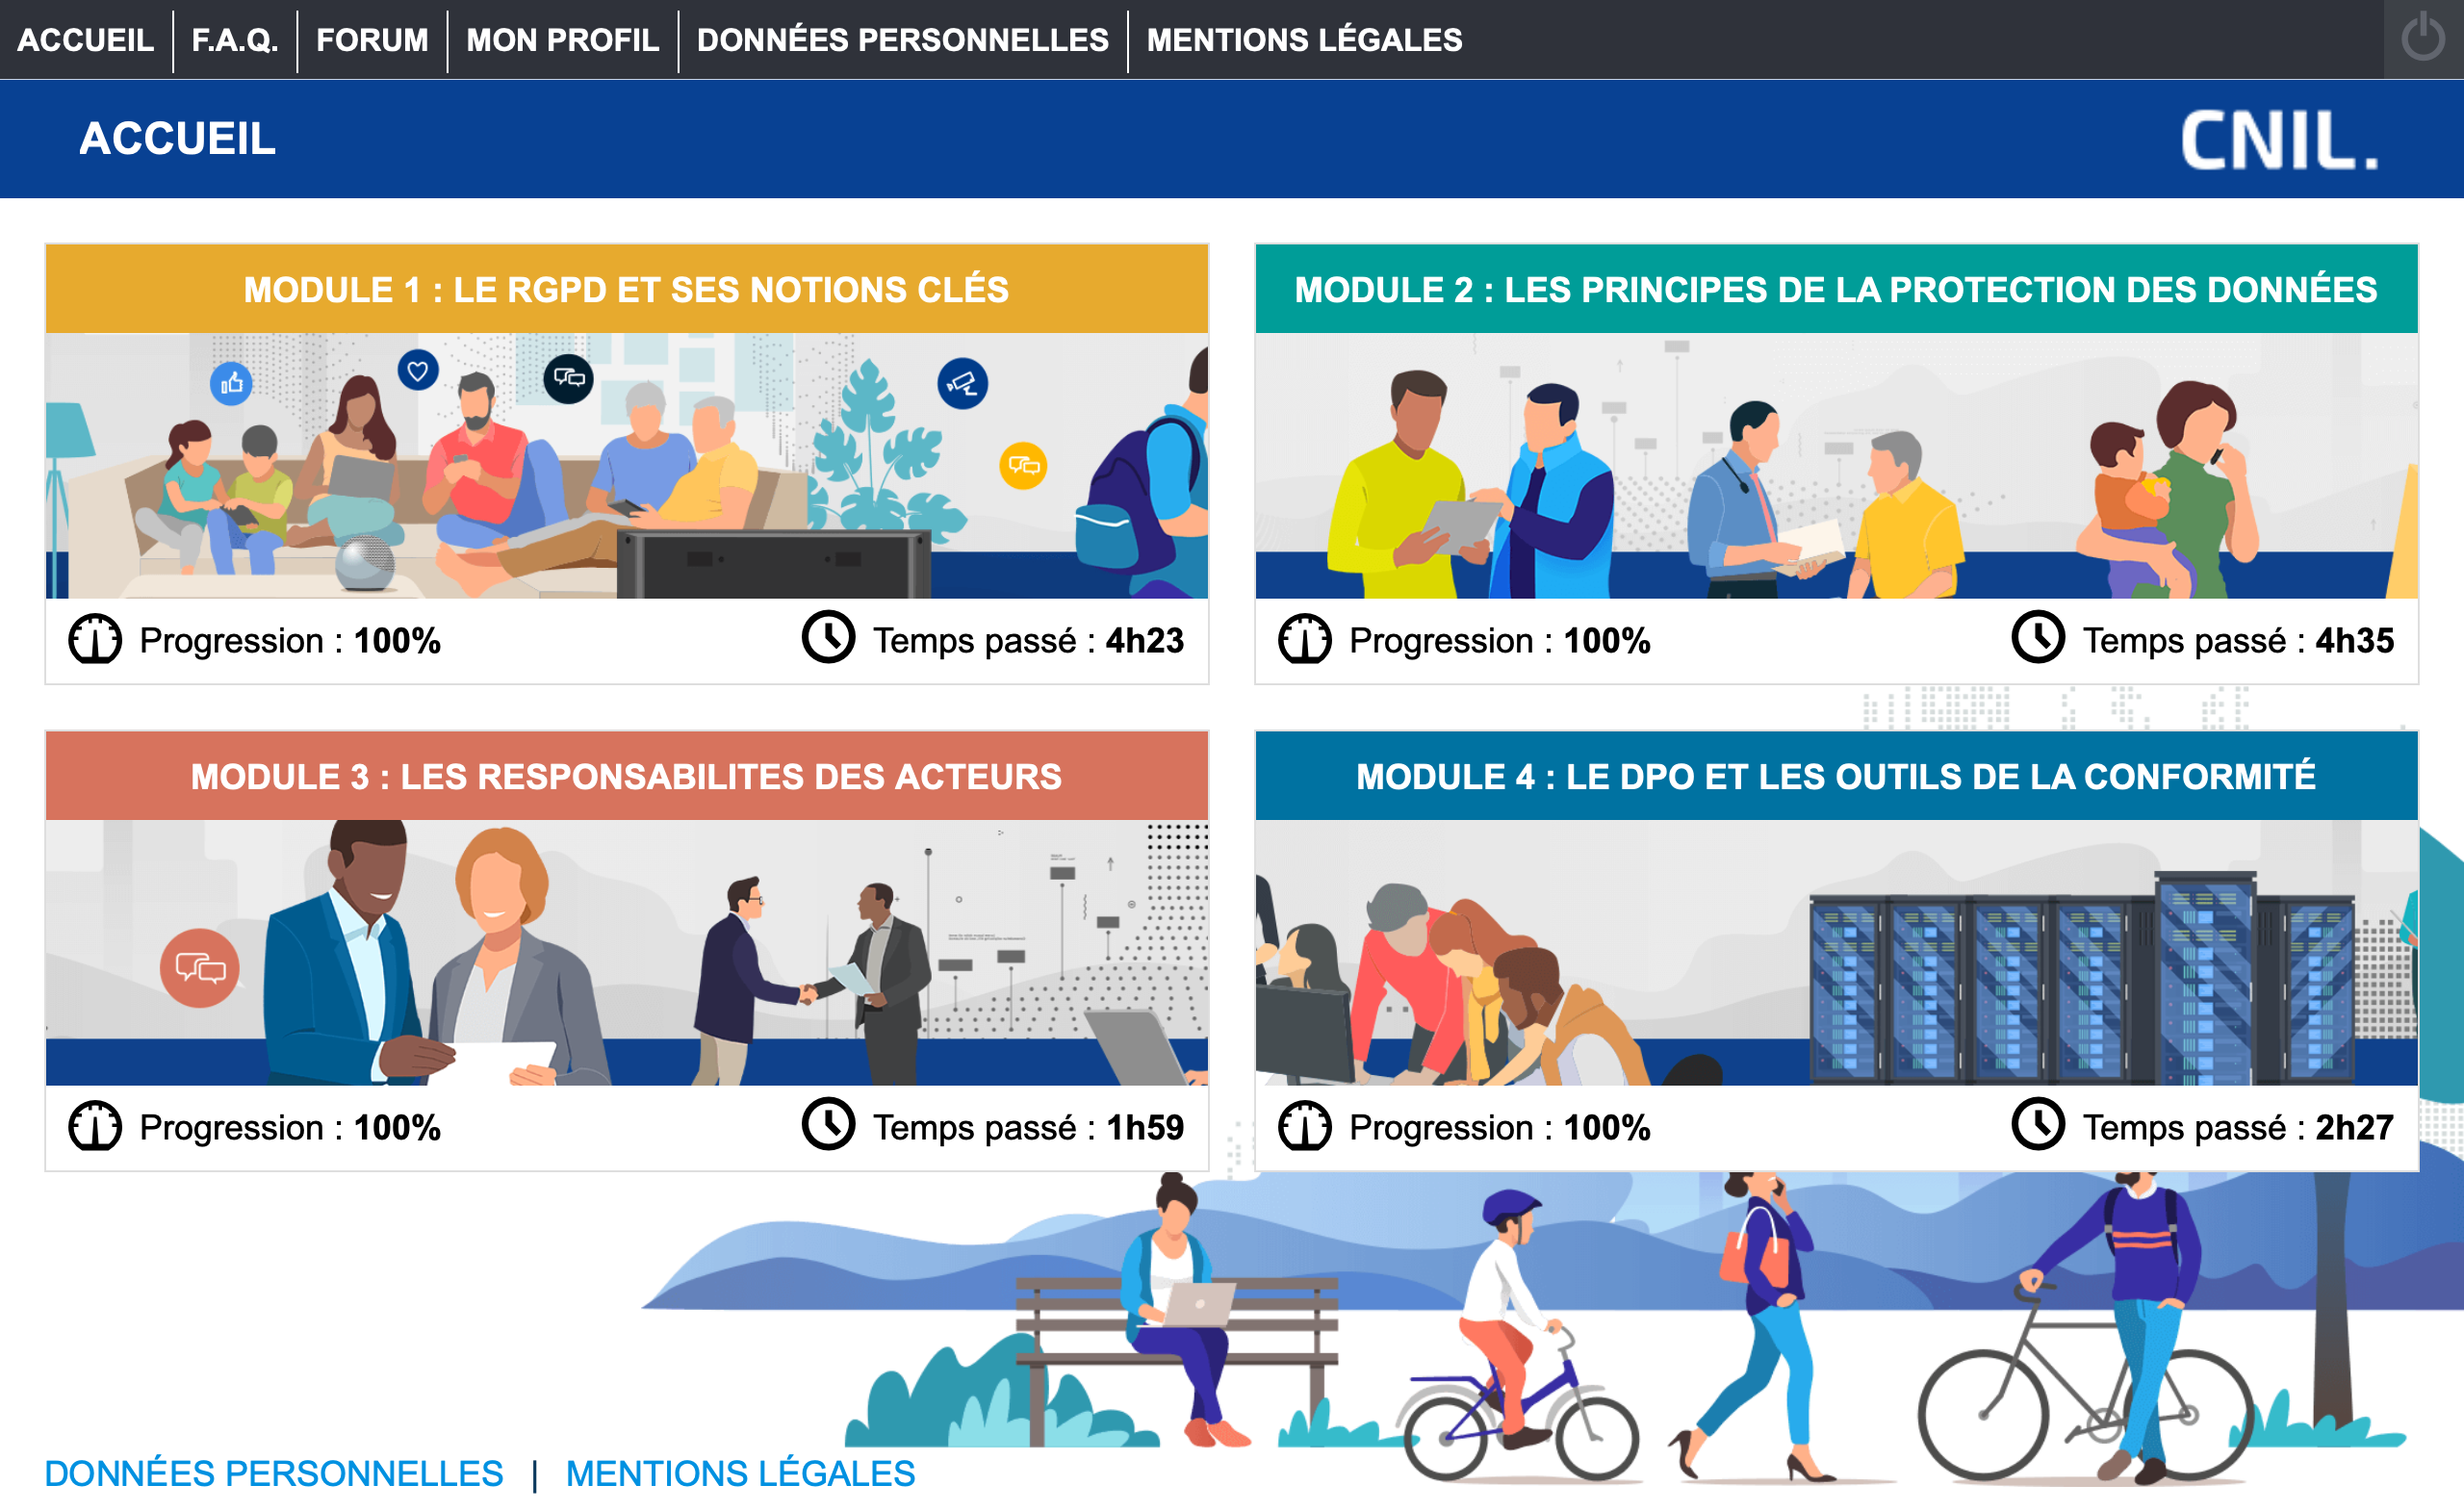 ACCUEIL F.A.Q. FORUM MON PROFIL DONNÉES PERSONNELLES MENTIONS LÉGALES
ACCUEIL
CNIL.
MODULE 1 : LE RGPD ET SES NOTIONS CLÉS
Progression : 100%
Temps passé : 4h23
MODULE 2 : LES PRINCIPES DE LA PROTECTION DES DONNÉES
Progression : 100%
Temps passé : 4h35
MODULE 3 : LES RESPONSABILITES DES ACTEURS
Progression : 100%
Temps passé : 1h59
MODULE 4 : LE DPO ET LES OUTILS DE LA CONFORMITÉ
Progression : 100%
Temps passé : 2h27
DONNÉES PERSONNELLES | MENTIONS LÉGALES